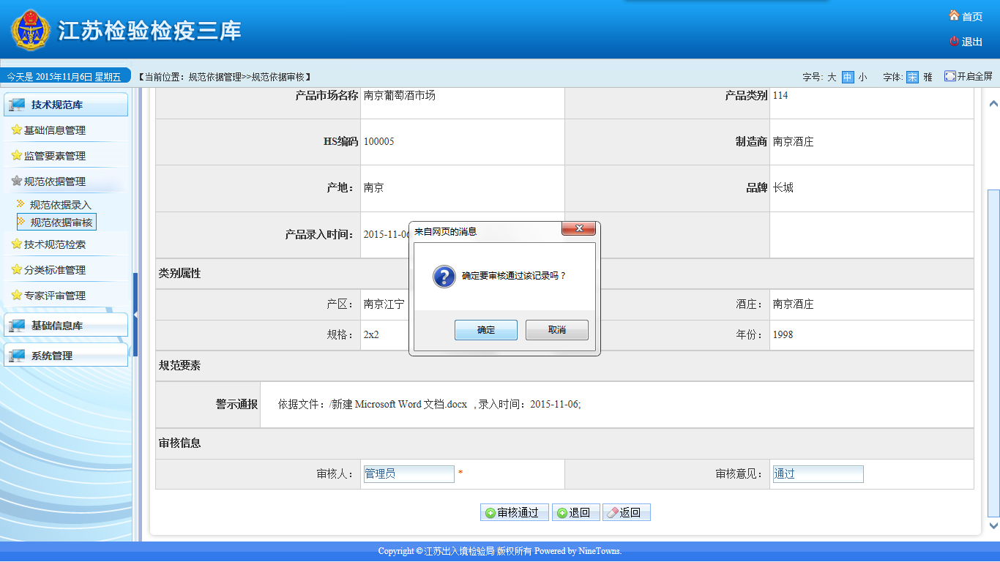 江苏检验检疫三库
首页
退出
今天是 2015年11月6日 星期五
【当前位置：规范依据管理>>规范依据审核】
字号: 大 中 小 字体: 宋 雅 开启全屏
技术规范库
基础信息管理
监管要素管理
规范依据管理
规范依据录入
规范依据审核
技术规范检索
分类标准管理
专家评审管理
基础信息库
系统管理
产品市场名称 南京葡萄酒市场 产品类别 114
HS编码 100005 制造商 南京酒庄
产地： 南京 品牌 长城
产品录入时间： 2015-11-06
类别属性
产区： 南京江宁 酒庄： 南京酒庄
规格： 2x2 年份： 1998
规范要素
警示通报 依据文件：/新建 Microsoft Word 文档.docx , 录入时间：2015-11-06;
审核信息
审核人： 管理员 * 审核意见： 通过
审核通过 退回 返回
来自网页的消息
确定要审核通过该记录吗？
确定 取消
Copyright © 江苏出入境检验局 版权所有 Powered by NineTowns.